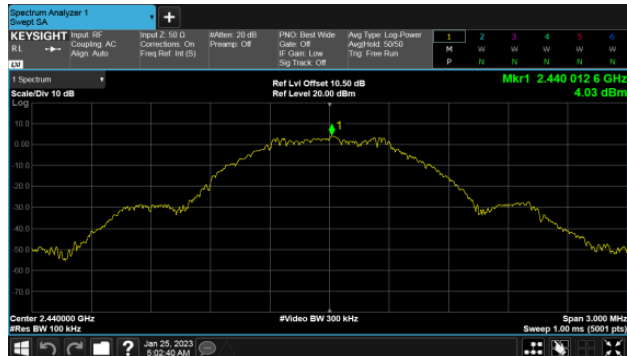 Spectrum Analyzer 1
Swept SA
+
KEYSIGHT
RL
LXI
Input: RF
Coupling: AC
Align: Auto
Input Z: 50 Ω
Corrections: On
Freq Ref: Int (S)
#Atten: 20 dB
Preamp: Off
PNO: Best Wide
Gate: Off
IF Gain: Low
Sig Track: Off
Avg Type: Log-Power
Avg|Hold: 50/50
Trig: Free Run
1 2 3 4 5 6
M W W W W W
P N N N N N
1 Spectrum
Scale/Div 10 dB
Log
Ref Lvl Offset 10.50 dB
Ref Level 20.00 dBm
Mkr1 2.440 012 6 GHz
4.03 dBm
1
10.0
0.00
-10.0
-20.0
-30.0
-40.0
-50.0
-60.0
-70.0
Center 2.440000 GHz
#Res BW 100 kHz
#Video BW 300 kHz
Span 3.000 MHz
Sweep 1.00 ms (5001 pts)
?
Jan 25, 2023
5:02:40 AM